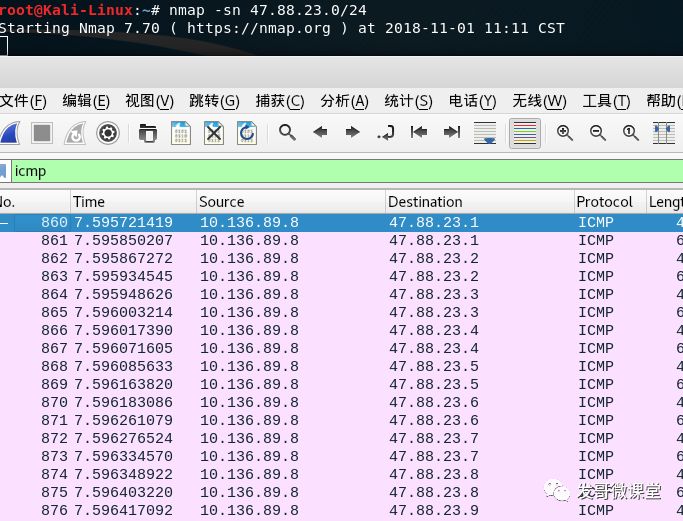 root@Kali-Linux:~# nmap -sn 47.88.23.0/24
Starting Nmap 7.70 ( https://nmap.org ) at 2018-11-01 11:11 CST
文件(F) 编辑(E) 视图(V) 跳转(G) 捕获(C) 分析(A) 统计(S) 电话(Y) 无线(W) 工具(T) 帮助(
icmp
No. Time Source Destination Protocol Lengt
860 7.595721419 10.136.89.8 47.88.23.1 ICMP 4
861 7.595850207 10.136.89.8 47.88.23.1 ICMP 6
862 7.595867272 10.136.89.8 47.88.23.2 ICMP 4
863 7.595934545 10.136.89.8 47.88.23.2 ICMP 6
864 7.595948626 10.136.89.8 47.88.23.3 ICMP 4
865 7.596003214 10.136.89.8 47.88.23.3 ICMP 6
866 7.596017390 10.136.89.8 47.88.23.4 ICMP 4
867 7.596071605 10.136.89.8 47.88.23.4 ICMP 6
868 7.596085633 10.136.89.8 47.88.23.5 ICMP 4
869 7.596163820 10.136.89.8 47.88.23.5 ICMP 6
870 7.596183086 10.136.89.8 47.88.23.6 ICMP 4
871 7.596261079 10.136.89.8 47.88.23.6 ICMP 6
872 7.596276524 10.136.89.8 47.88.23.7 ICMP 4
873 7.596334570 10.136.89.8 47.88.23.7 ICMP 6
874 7.596348922 10.136.89.8 47.88.23.8 ICMP 4
875 7.596403220 10.136.89.8 47.88.23.8 ICMP 6
876 7.596417092 10.136.89.8 47.88.23.9 ICMP 4
发哥微课堂